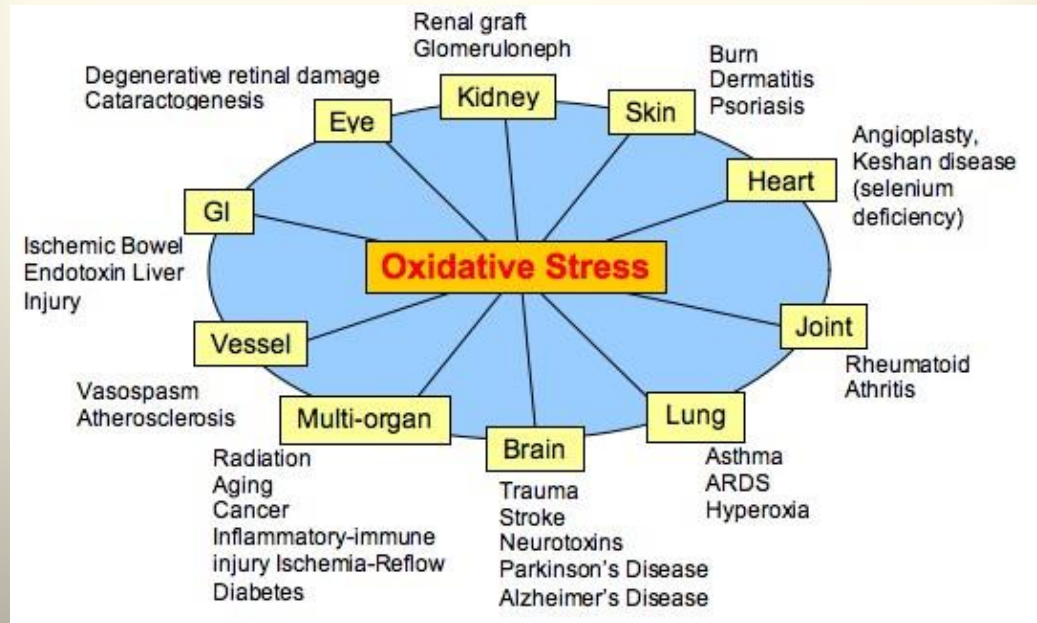 Renal graft
Glomeruloneph
Kidney
Degenerative retinal damage
Cataractogenesis
Eye
Burn
Dermatitis
Psoriasis
Skin
Angioplasty,
Keshan disease
(selenium
deficiency)
Heart
GI
Ischemic Bowel
Endotoxin Liver
Injury
Oxidative Stress
Joint
Rheumatoid
Athritis
Vessel
Vasospasm
Atherosclerosis
Multi-organ
Radiation
Aging
Cancer
Inflammatory-immune
injury Ischemia-Reflow
Diabetes
Brain
Trauma
Stroke
Neurotoxins
Parkinson's Disease
Alzheimer's Disease
Lung
Asthma
ARDS
Hyperoxia